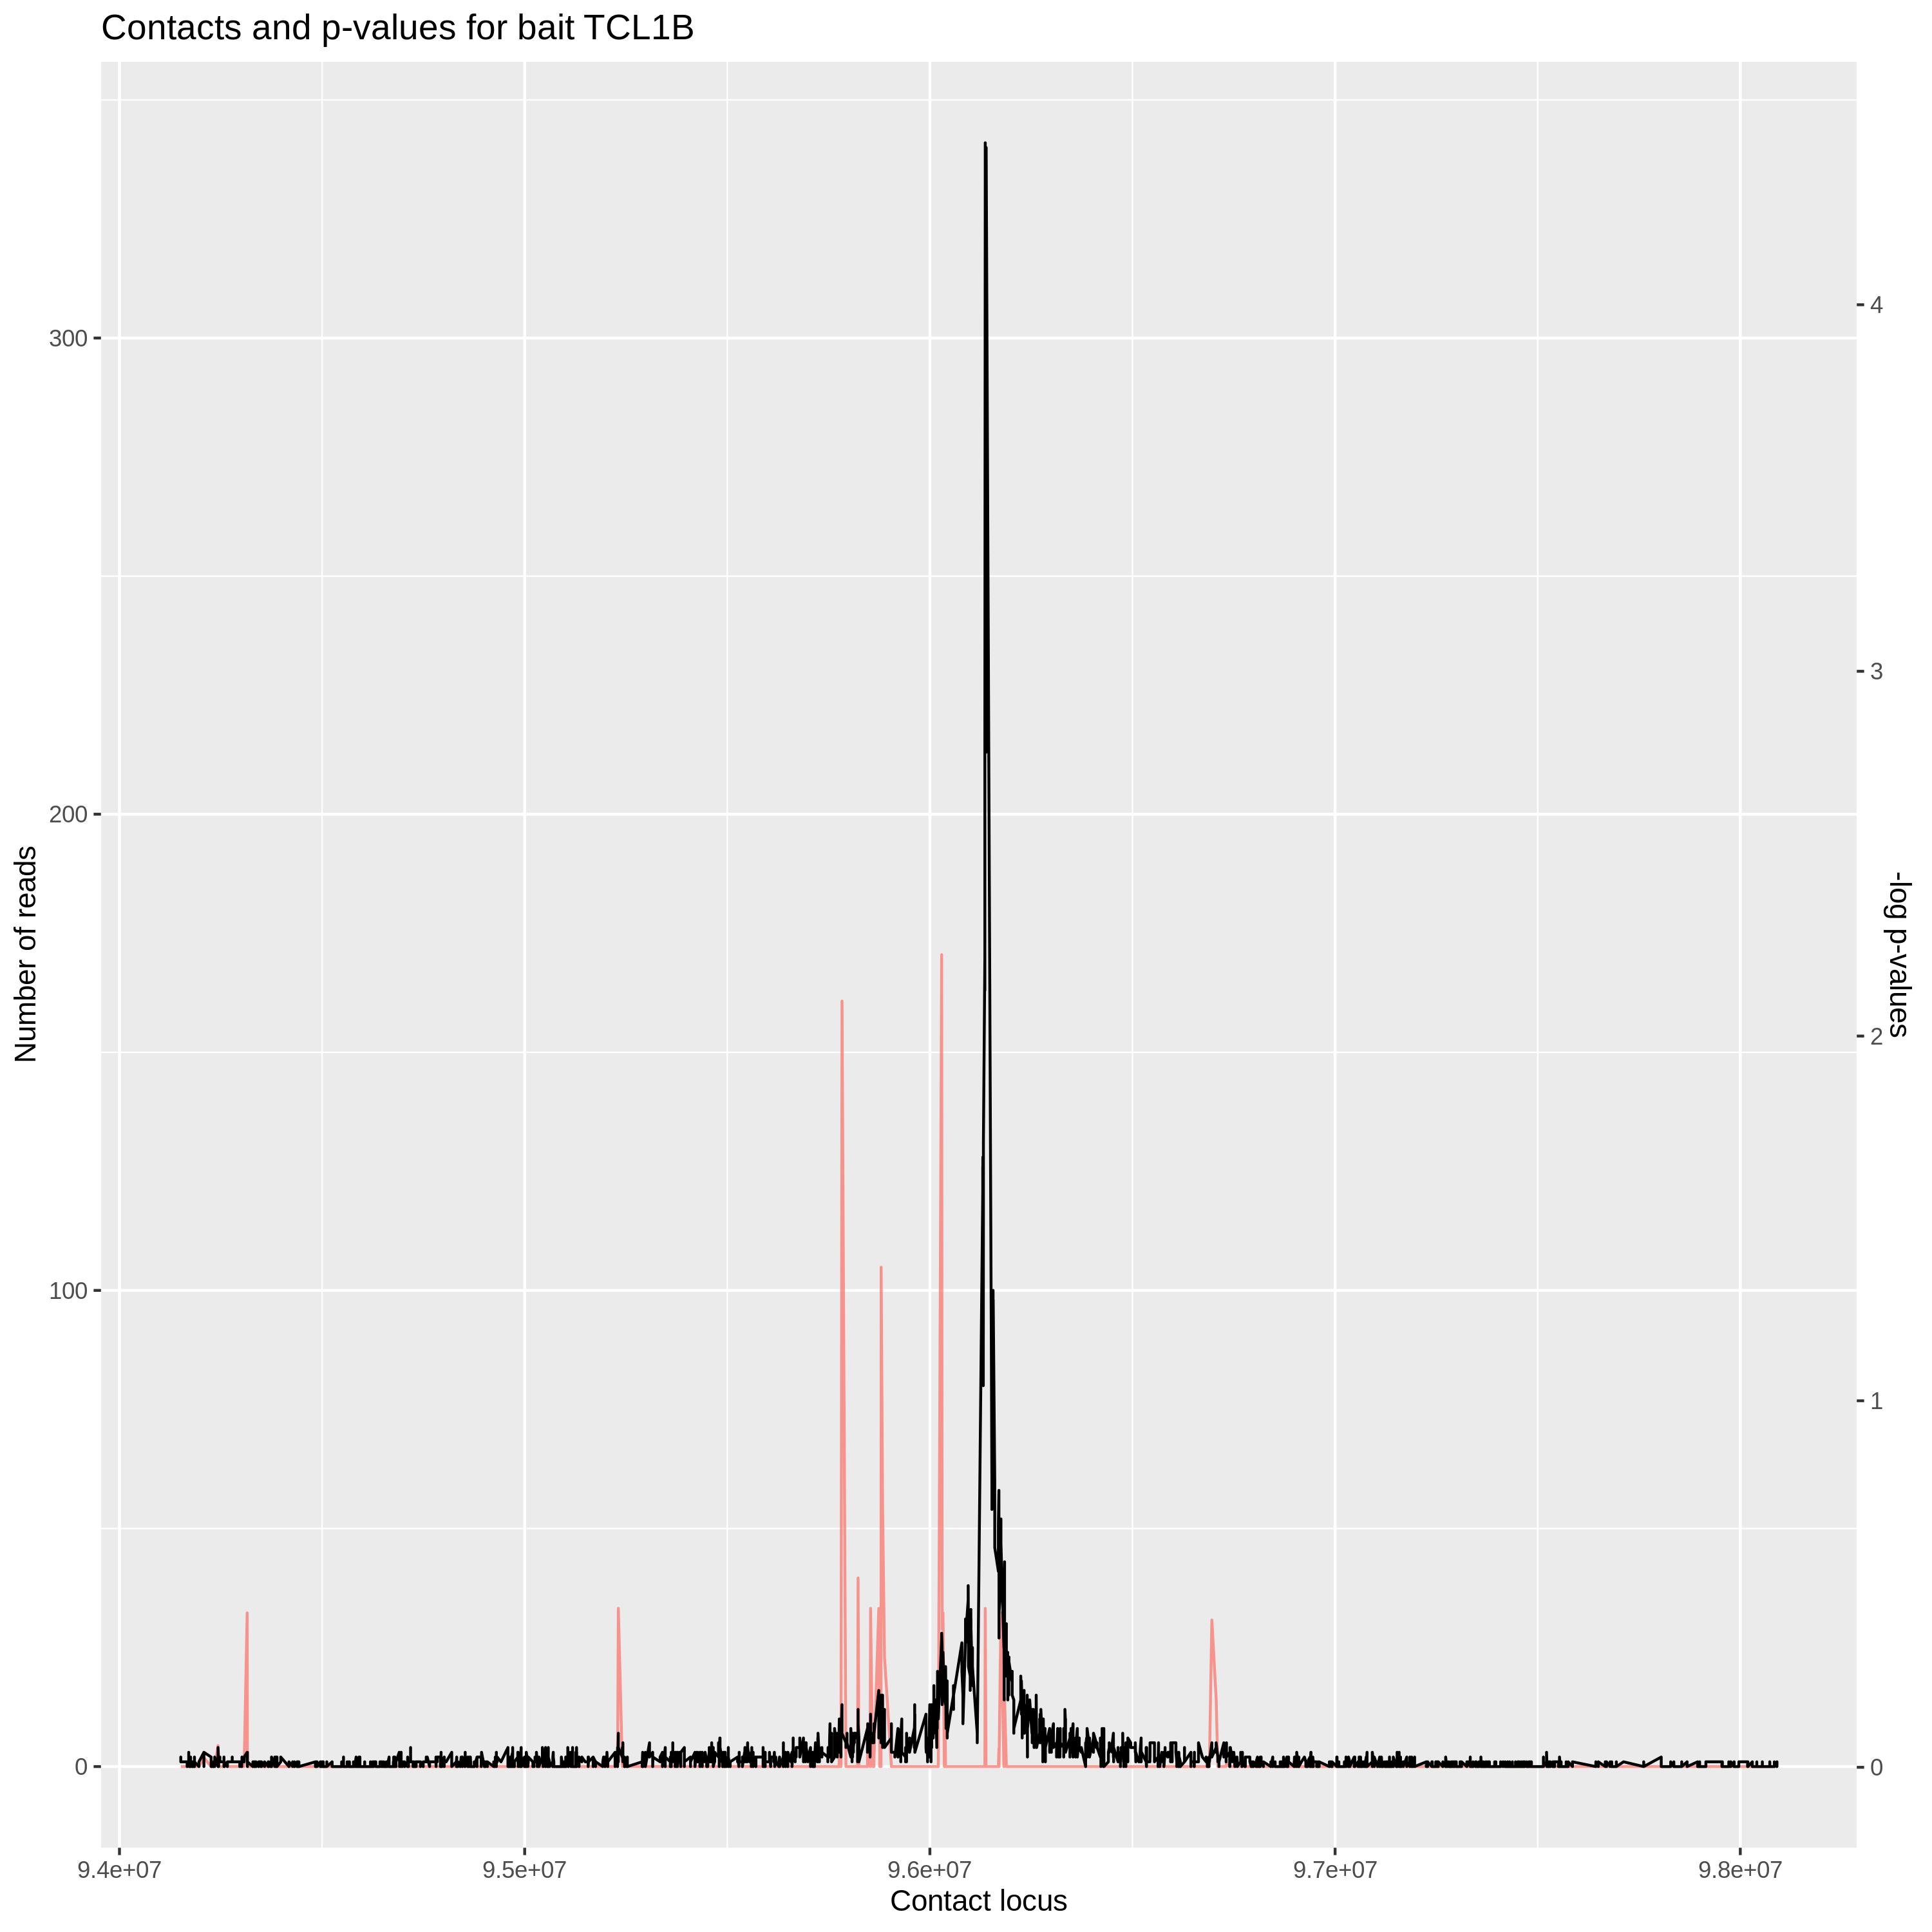 Contacts and p-values for bait TCL1B
Number of reads
300
200
100
0
-log p-values
4
3
2
1
0
9.4e+07
9.5e+07
9.6e+07
9.7e+07
9.8e+07
Contact locus